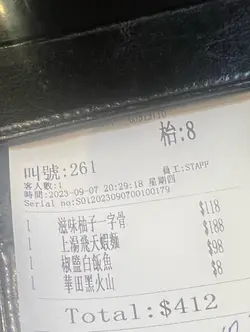 枱:8
叫號:261
客人數:1
員工:STAFF
時間:2023-09-07 20:29:18 星期四
Serial no:S012023090700100179
1 滋味柚子一字骨 $118
1 上湯飛天蝦麵 $188
1 椒鹽白飯魚 $98
1 華田黑火山 $8
Total:$412